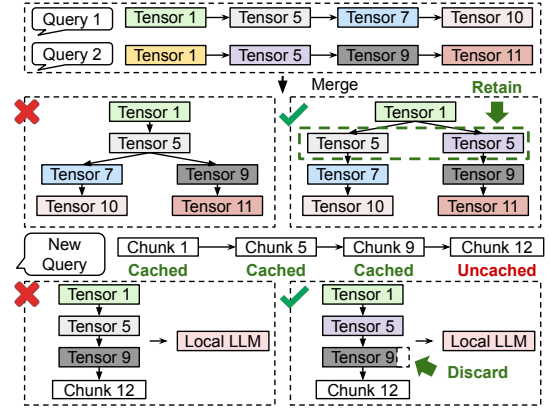 Query 1 Tensor 1 Tensor 5 Tensor 7 Tensor 10
Query 2 Tensor 1 Tensor 5 Tensor 9 Tensor 11
Merge
Retain
Tensor 1
Tensor 5
Tensor 7 Tensor 9
Tensor 10 Tensor 11
Tensor 1
Tensor 5 Tensor 5
Tensor 7 Tensor 9
Tensor 10 Tensor 11
New
Query
Chunk 1 Chunk 5 Chunk 9 Chunk 12
Cached Cached Cached Uncached
Tensor 1
Tensor 5
Tensor 9 Local LLM
Chunk 12
Tensor 1
Tensor 5
Tensor 9 Local LLM
Discard
Chunk 12